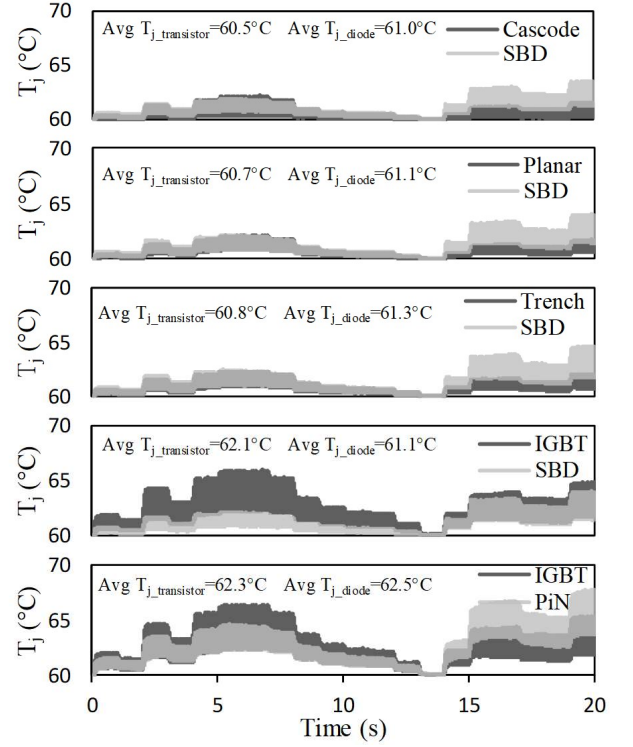 70
Avg Tj_transistor=60.5°C Avg Tj_diode=61.0°C
Cascode
SBD
65
60
Tj (°C)
70
Avg Tj_transistor=60.7°C Avg Tj_diode=61.1°C
Planar
SBD
65
60
Tj (°C)
70
Avg Tj_transistor=60.8°C Avg Tj_diode=61.3°C
Trench
SBD
65
60
Tj (°C)
70
Avg Tj_transistor=62.1°C Avg Tj_diode=61.1°C
IGBT
SBD
65
60
Tj (°C)
70
Avg Tj_transistor=62.3°C Avg Tj_diode=62.5°C
IGBT
PiN
65
60
Tj (°C)
0 5 10 15 20
Time (s)